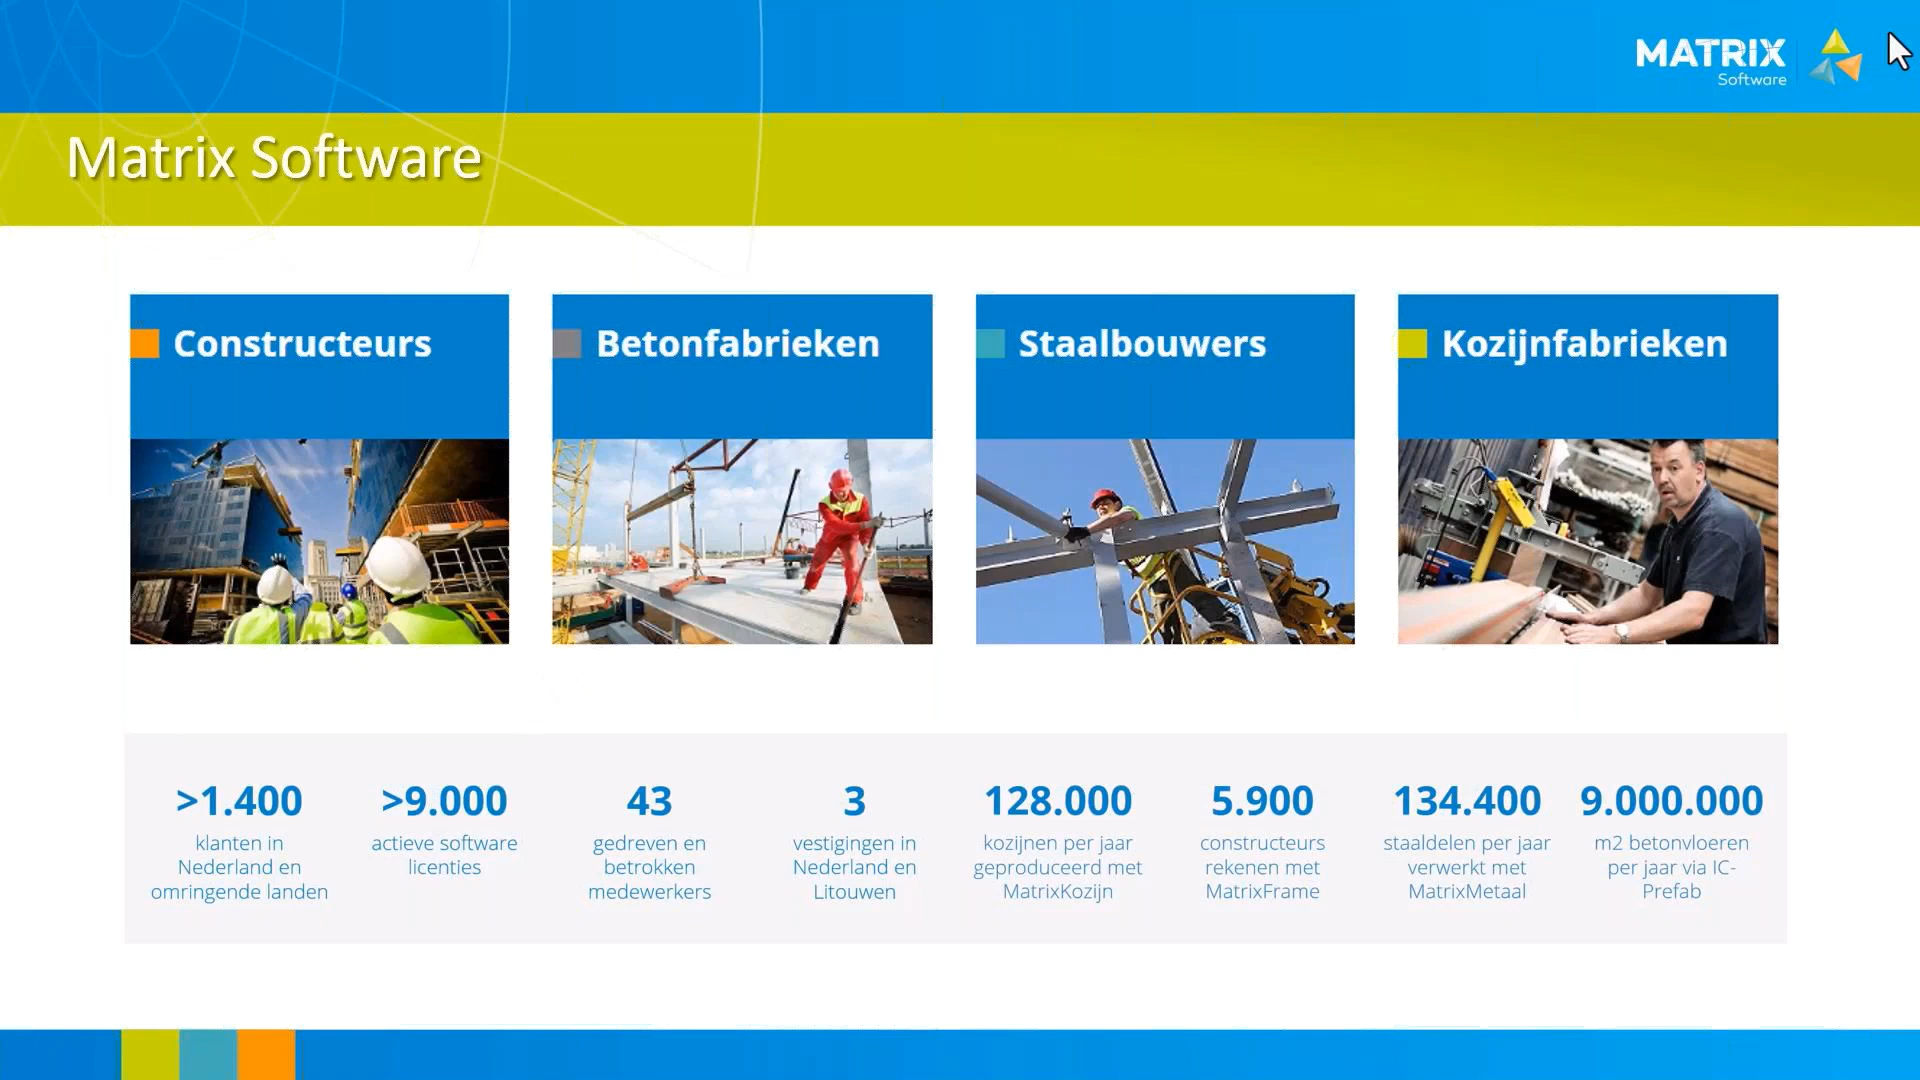 MATRIX
Software
Matrix Software
Constructeurs
Betonfabrieken
Staalbouwers
Kozijnfabrieken
>1.400
klanten in
Nederland en
omringende landen
>9.000
actieve software
licenties
43
gedreven en
betrokken
medewerkers
3
vestigingen in
Nederland en
Litouwen
128.000
kozijnen per jaar
geproduceerd met
MatrixKozijn
5.900
constructeurs
rekenen met
MatrixFrame
134.400
staaldelen per jaar
verwerkt met
MatrixMetaal
9.000.000
m2 betonvloeren
per jaar via IC-
Prefab